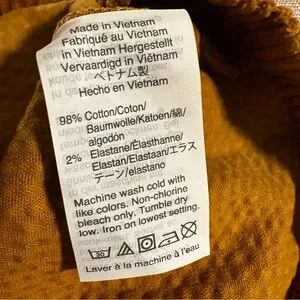 Made in Vietnam
Fabriqué au Vietnam
in Vietnam Hergestellt
Vervaardigd in Viëtnam
ベトナム製
Hecho en Vietnam
98% Cotton/Coton/
Baumwolle/Katoen/綿/
algodón
2% Elastane/Élasthanne/
Elastan/Elastaan/エラス
テーン/elastano
Machine wash cold with
like colors. Non-chlorine
bleach only. Tumble dry
low. Iron on lowest setting.
Laver à la machine à l'eau